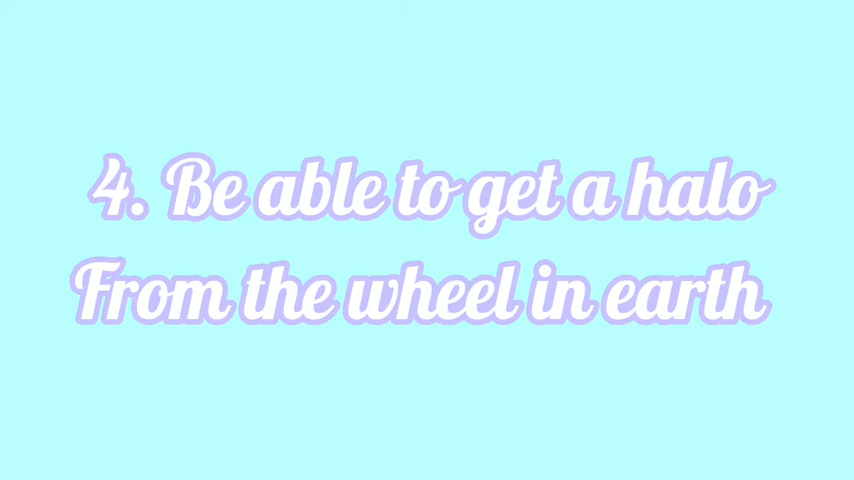 4. Be able to get a halo
From the wheel in earth